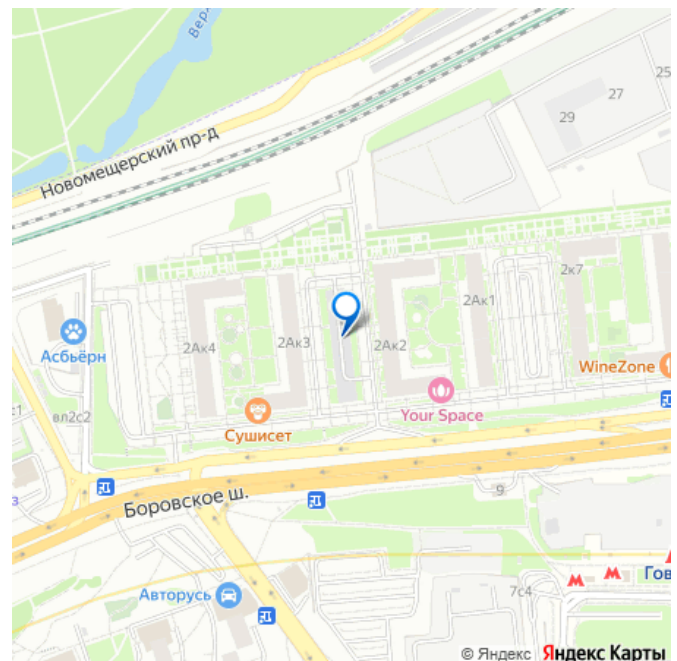 Вер
25
27
29
Новомещерский пр-д
2к7
2Ак1
2Ак4
2Ак3
2Ак2
Асбьёрн
WineZone
Your Space
с1
вл2с2
Сушисет
з
Боровское ш.
9
Гов
7с4
Авторусь
© Яндекс Яндекс Карты